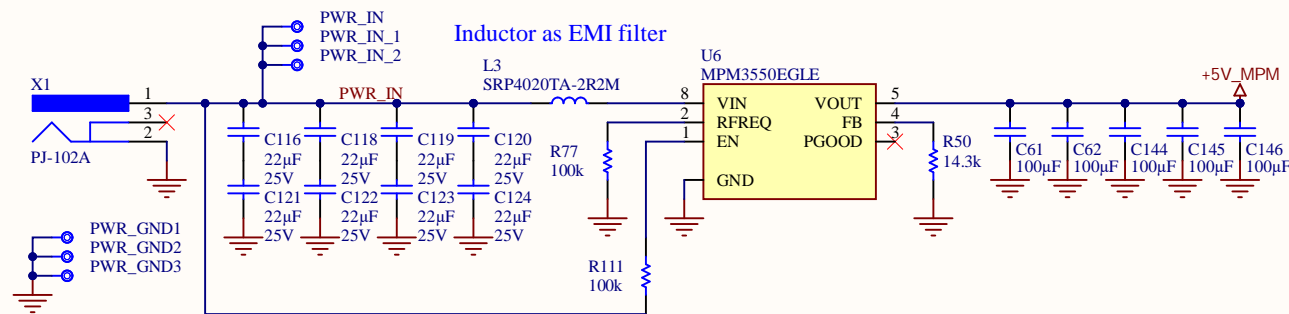 PWR_IN
PWR_IN_1
PWR_IN_2
Inductor as EMI filter
X1
1
3
2
PJ-102A
PWR_IN
L3
SRP4020TA-2R2M
U6
MPM3550EGLE
8
2
1
VIN
RFREQ
EN
GND
VOUT
FB
PGOOD
5
4
3
+5V_MPM
C116
22µF
25V
C121
22µF
25V
C118
22µF
25V
C122
22µF
25V
C119
22µF
25V
C123
22µF
25V
C120
22µF
25V
C124
22µF
25V
R77
100k
R50
14.3k
C61
100µF
C62
100µF
C144
100µF
C145
100µF
C146
100µF
PWR_GND1
PWR_GND2
PWR_GND3
R111
100k